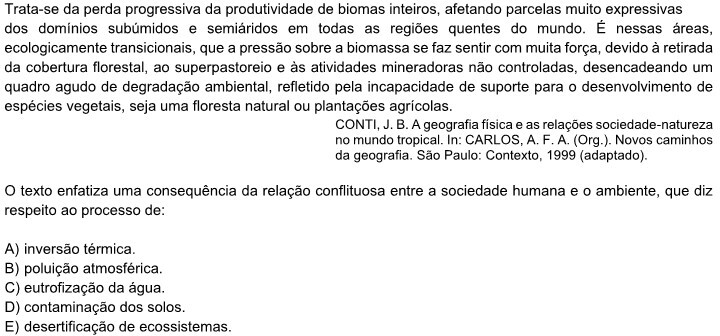 Trata-se da perda progressiva da produtividade de biomas inteiros, afetando parcelas muito expressivas
dos domínios subúmidos e semiáridos em todas as regiões quentes do mundo. É nessas áreas,
ecologicamente transicionais, que a pressão sobre a biomassa se faz sentir com muita força, devido à retirada
da cobertura florestal, ao superpastoreio e às atividades mineradoras não controladas, desencadeando um
quadro agudo de degradação ambiental, refletido pela incapacidade de suporte para o desenvolvimento de
espécies vegetais, seja uma floresta natural ou plantações agrícolas.
CONTI, J. B. A geografia física e as relações sociedade-natureza
no mundo tropical. In: CARLOS, A. F. A. (Org.). Novos caminhos
da geografia. São Paulo: Contexto, 1999 (adaptado).
O texto enfatiza uma consequência da relação conflituosa entre a sociedade humana e o ambiente, que diz
respeito ao processo de:
A) inversão térmica.
B) poluição atmosférica.
C) eutrofização da água.
D) contaminação dos solos.
E) desertificação de ecossistemas.